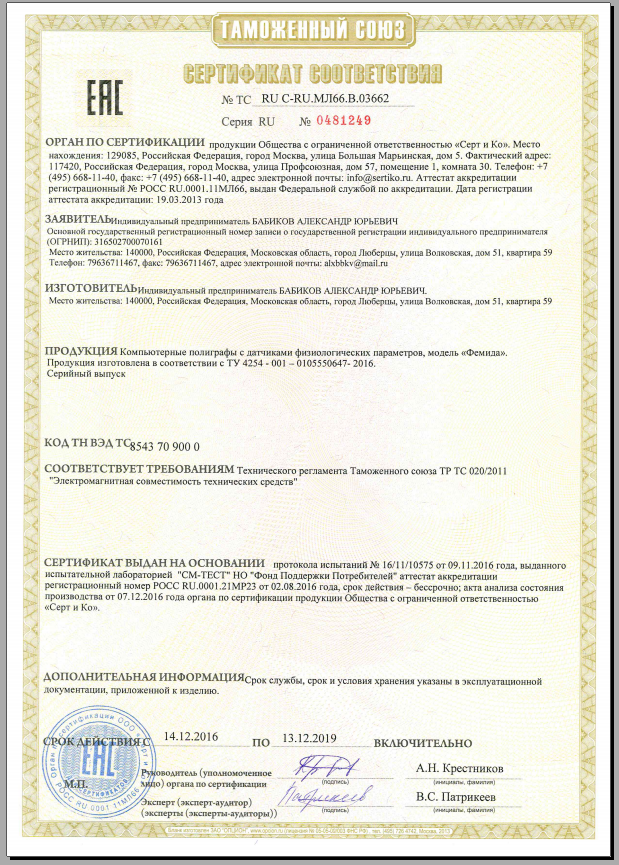 ТАМОЖЕННЫЙ СОЮЗ
СЕРТИФИКАТ СООТВЕТСТВИЯ
ЕАС
№ ТС RU С-RU.МЛ66.В.03662
Серия RU № 0481249
ОРГАН ПО СЕРТИФИКАЦИИ продукции Общества с ограниченной ответственностью «Серт и Ко». Место
нахождения: 129085, Российская Федерация, город Москва, улица Большая Марьинская, дом 5. Фактический адрес:
117420, Российская Федерация, город Москва, улица Профсоюзная, дом 57, помещение 1, комната 30. Телефон: +7
(495) 668-11-40, факс: +7 (495) 668-11-40, адрес электронной почты: info@sertiko.ru. Аттестат аккредитации
регистрационный № РОСС RU.0001.11МЛ66, выдан Федеральной службой по аккредитации. Дата регистрации
аттестата аккредитации: 19.03.2013 года
ЗАЯВИТЕЛЬ Индивидуальный предприниматель БАБИКОВ АЛЕКСАНДР ЮРЬЕВИЧ
Основной государственный регистрационный номер записи о государственной регистрации индивидуального предпринимателя
(ОГРНИП): 316502700070161
Место жительства: 140000, Российская Федерация, Московская область, город Люберцы, улица Волковская, дом 51, квартира 59
Телефон: 79636711467, факс: 79636711467, адрес электронной почты: alxbbkv@mail.ru
ИЗГОТОВИТЕЛЬ Индивидуальный предприниматель БАБИКОВ АЛЕКСАНДР ЮРЬЕВИЧ.
Место жительства: 140000, Российская Федерация, Московская область, город Люберцы, улица Волковская, дом 51, квартира 59
ПРОДУКЦИЯ Компьютерные полиграфы с датчиками физиологических параметров, модель «Фемида».
Продукция изготовлена в соответствии с ТУ 4254 - 001 – 0105550647- 2016.
Серийный выпуск
КОД ТН ВЭД ТС 8543 70 900 0
СООТВЕТСТВУЕТ ТРЕБОВАНИЯМ Технического регламента Таможенного союза ТР ТС 020/2011
"Электромагнитная совместимость технических средств"
СЕРТИФИКАТ ВЫДАН НА ОСНОВАНИИ протокола испытаний № 16/11/10575 от 09.11.2016 года, выданного
испытательной лабораторией "СМ-ТЕСТ" НО "Фонд Поддержки Потребителей" аттестат аккредитации
регистрационный номер РОСС RU.0001.21МР23 от 02.08.2016 года, срок действия – бессрочно; акта анализа состояния
производства от 07.12.2016 года органа по сертификации продукции Общества с ограниченной ответственностью
«Серт и Ко».
ДОПОЛНИТЕЛЬНАЯ ИНФОРМАЦИЯ Срок службы, срок и условия хранения указаны в эксплуатационной
документации, приложенной к изделию.
СРОК ДЕЙСТВИЯ С 14.12.2016 ПО 13.12.2019 ВКЛЮЧИТЕЛЬНО
М.П.
Руководитель (уполномоченное
лицо) органа по сертификации
(подпись)
А.Н. Крестников
(инициалы, фамилия)
Эксперт (эксперт-аудитор)
(эксперты (эксперты-аудиторы))
(подпись)
В.С. Патрикеев
(инициалы, фамилия)